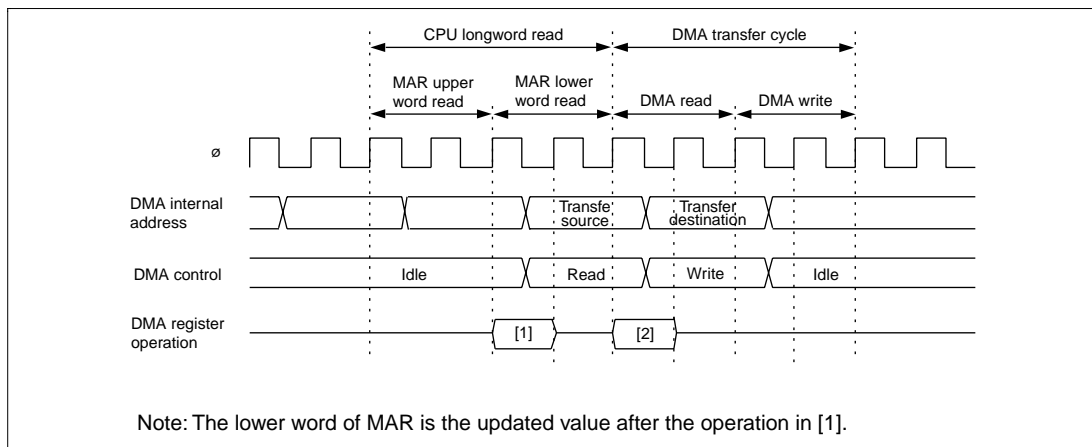 CPU longword read
DMA transfer cycle
MAR upper
word read
MAR lower
word read
DMA read
DMA write
ø
DMA internal
address
Transfe
source
Transfer
destination
DMA control
Idle
Read
Write
Idle
DMA register
operation
[1]
[2]
Note: The lower word of MAR is the updated value after the operation in [1].